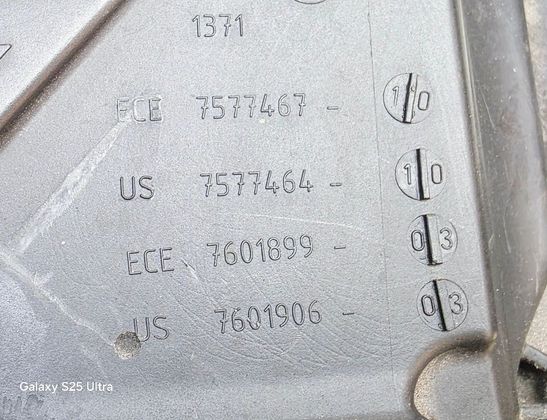 1371
ECE 7577467 - 10
US 7577464 - 10
ECE 7601899 - 03
US 7601906 - 03
Galaxy S25 Ultra